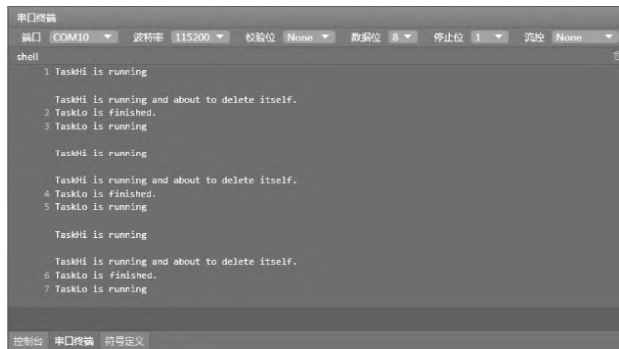 串口终端
端口 COM10 波特率 115200 校验位 None 数据位 8 停止位 1 流控 None
shell
1 TaskHi is running
TaskHi is running and about to delete itself.
2 TaskLo is finished.
3 TaskLo is running
TaskHi is running
TaskHi is running and about to delete itself.
4 TaskLo is finished.
5 TaskLo is running
TaskHi is running
TaskHi is running and about to delete itself.
6 TaskLo is finished.
7 TaskLo is running
控制台 串口终端 符号定义